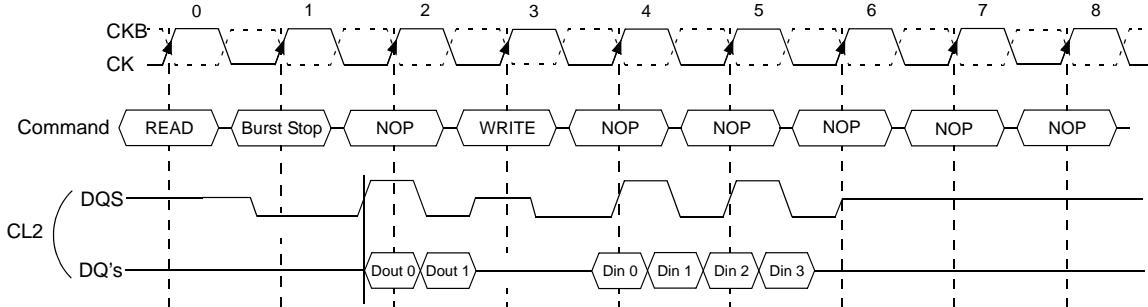 0 1 2 3 4 5 6 7 8
CKB
CK
Command READ Burst Stop NOP WRITE NOP NOP NOP NOP NOP
DQS
CL2
DQ's Dout 0 Dout 1 Din 0 Din 1 Din 2 Din 3